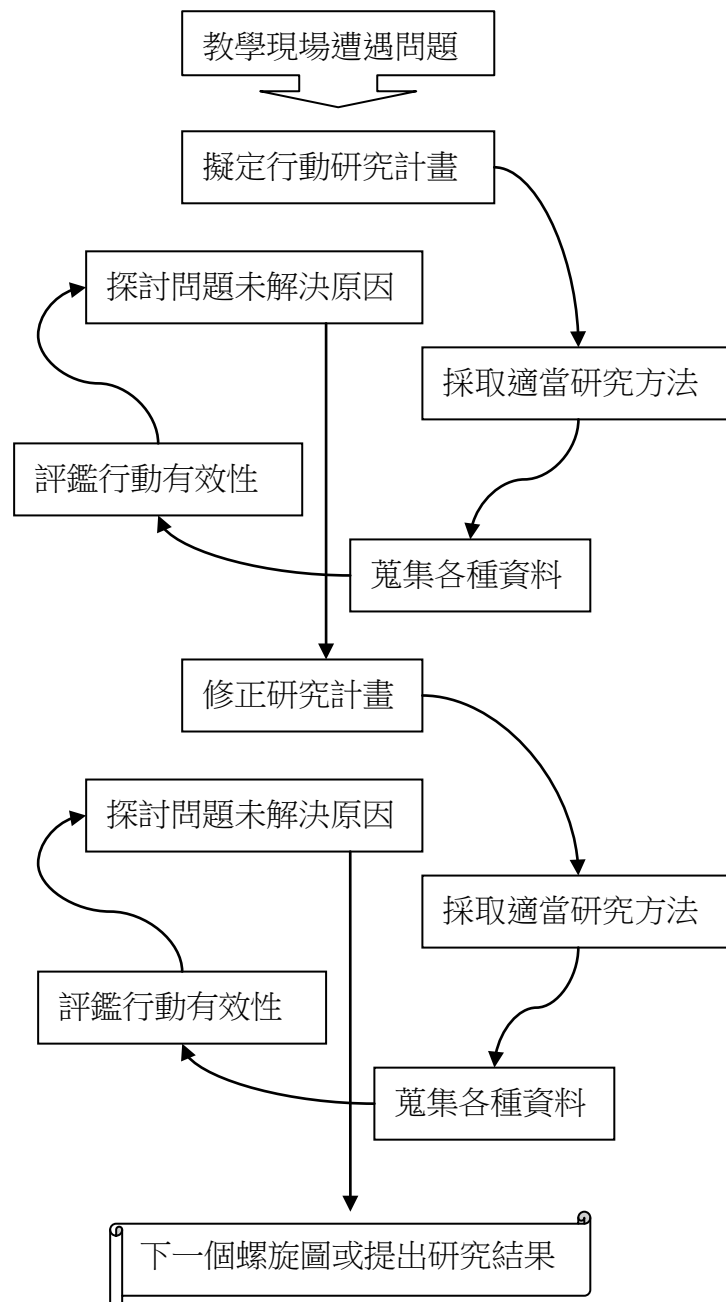 教學現場遭遇問題
擬定行動研究計畫
探討問題未解決原因
採取適當研究方法
評鑑行動有效性
蒐集各種資料
修正研究計畫
探討問題未解決原因
採取適當研究方法
評鑑行動有效性
蒐集各種資料
下一個螺旋圖或提出研究結果